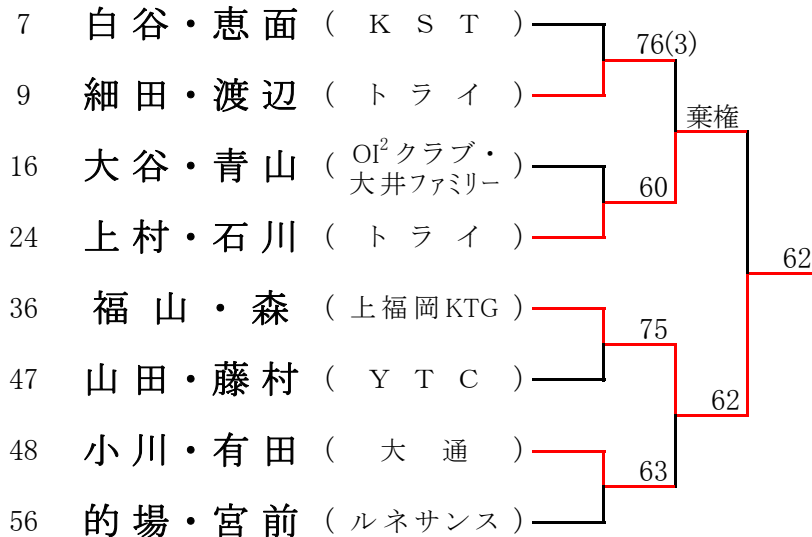 7 白谷・恵面 ( KST )
76(3)
9 細田・渡辺 ( トライ )
棄権
16 大谷・青山 ( OI²クラブ・
大井ファミリー )
60
24 上村・石川 ( トライ )
62
36 福山・森 ( 上福岡KTG )
75
47 山田・藤村 ( YTC )
62
48 小川・有田 ( 大通 )
63
56 的場・宮前 ( ルネサンス )